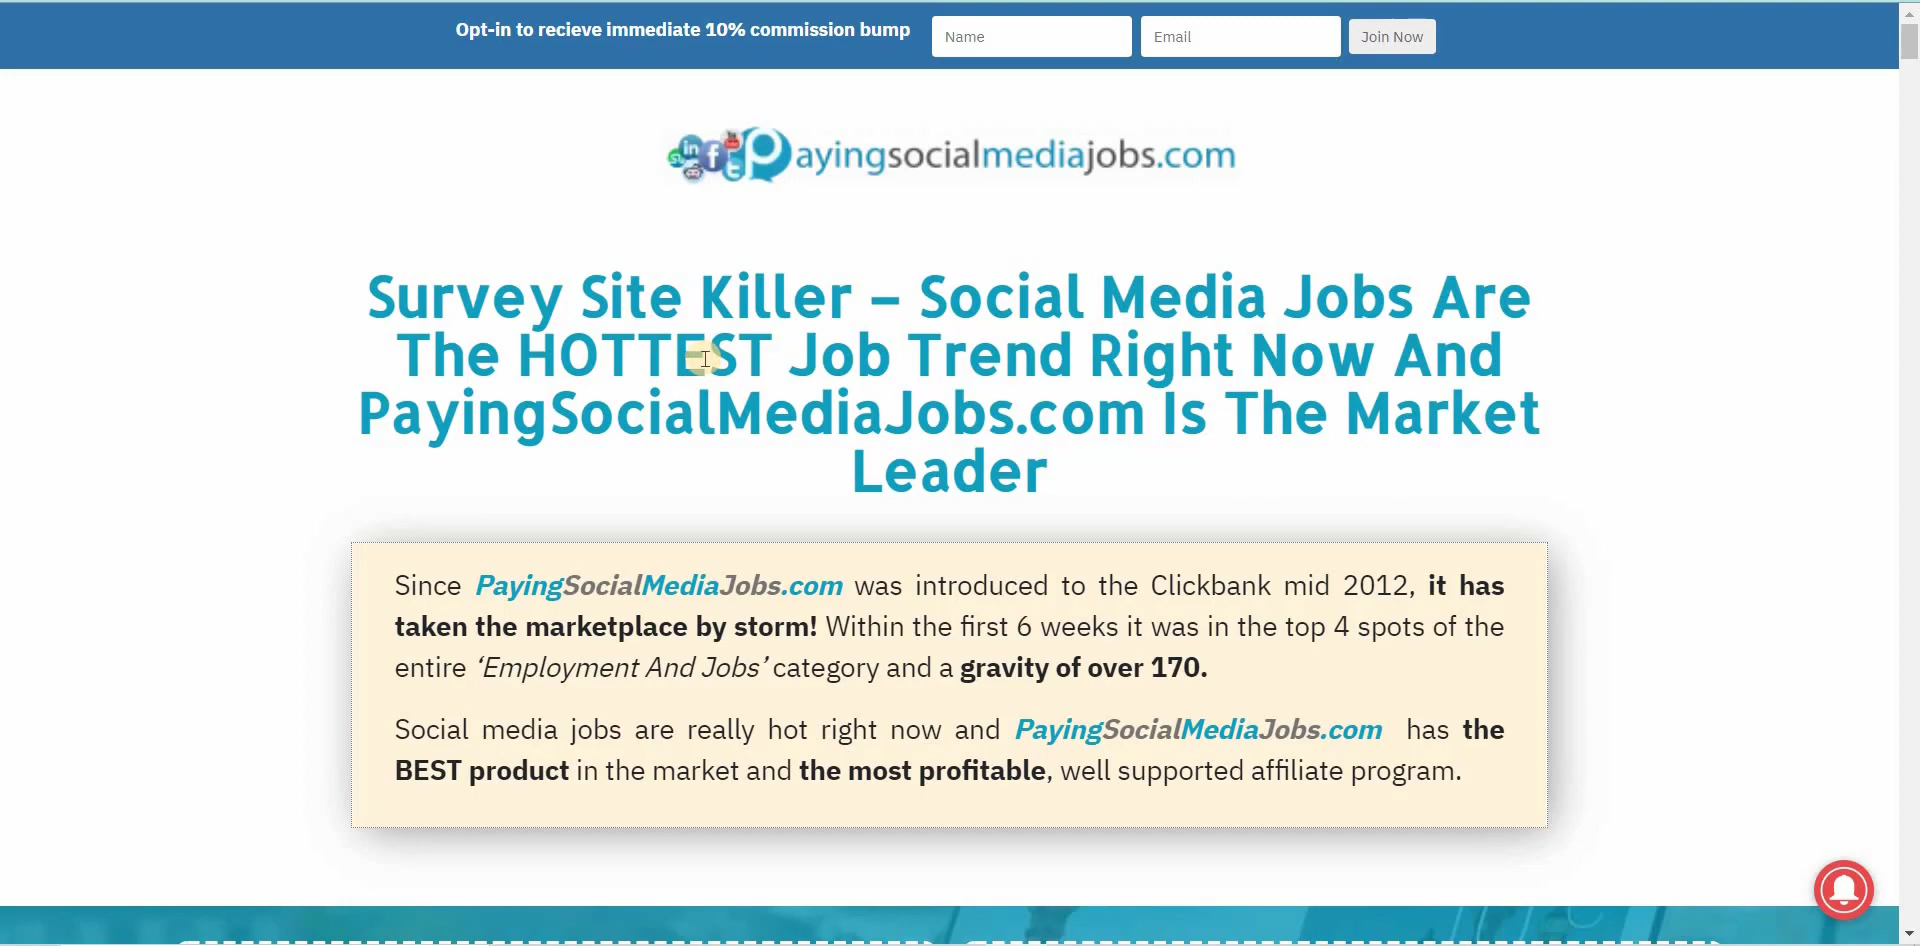 Opt-in to recieve immediate 10% commission bump
Name
Email
Join Now
in f t Payingsocialmediajobs.com
Survey Site Killer – Social Media Jobs Are
The HOTTEST Job Trend Right Now And
PayingSocialMediaJobs.com Is The Market
Leader
Since PayingSocialMediaJobs.com was introduced to the Clickbank mid 2012, it has
taken the marketplace by storm! Within the first 6 weeks it was in the top 4 spots of the
entire ‘Employment And Jobs’ category and a gravity of over 170.
Social media jobs are really hot right now and PayingSocialMediaJobs.com has the
BEST product in the market and the most profitable, well supported affiliate program.